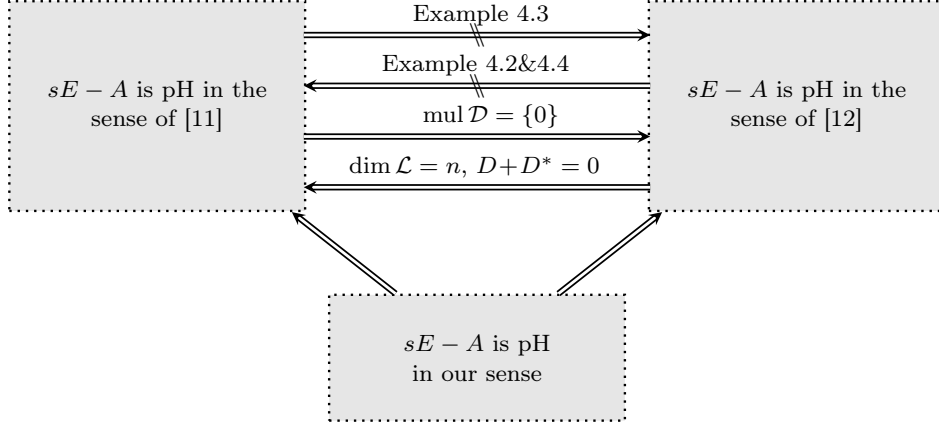 Example 4.3
Example 4.2&4.4
mul 𝒟 = {0}
dim ℒ = n, D+D* = 0
sE − A is pH in the
sense of [11]
sE − A is pH in the
sense of [12]
sE − A is pH
in our sense